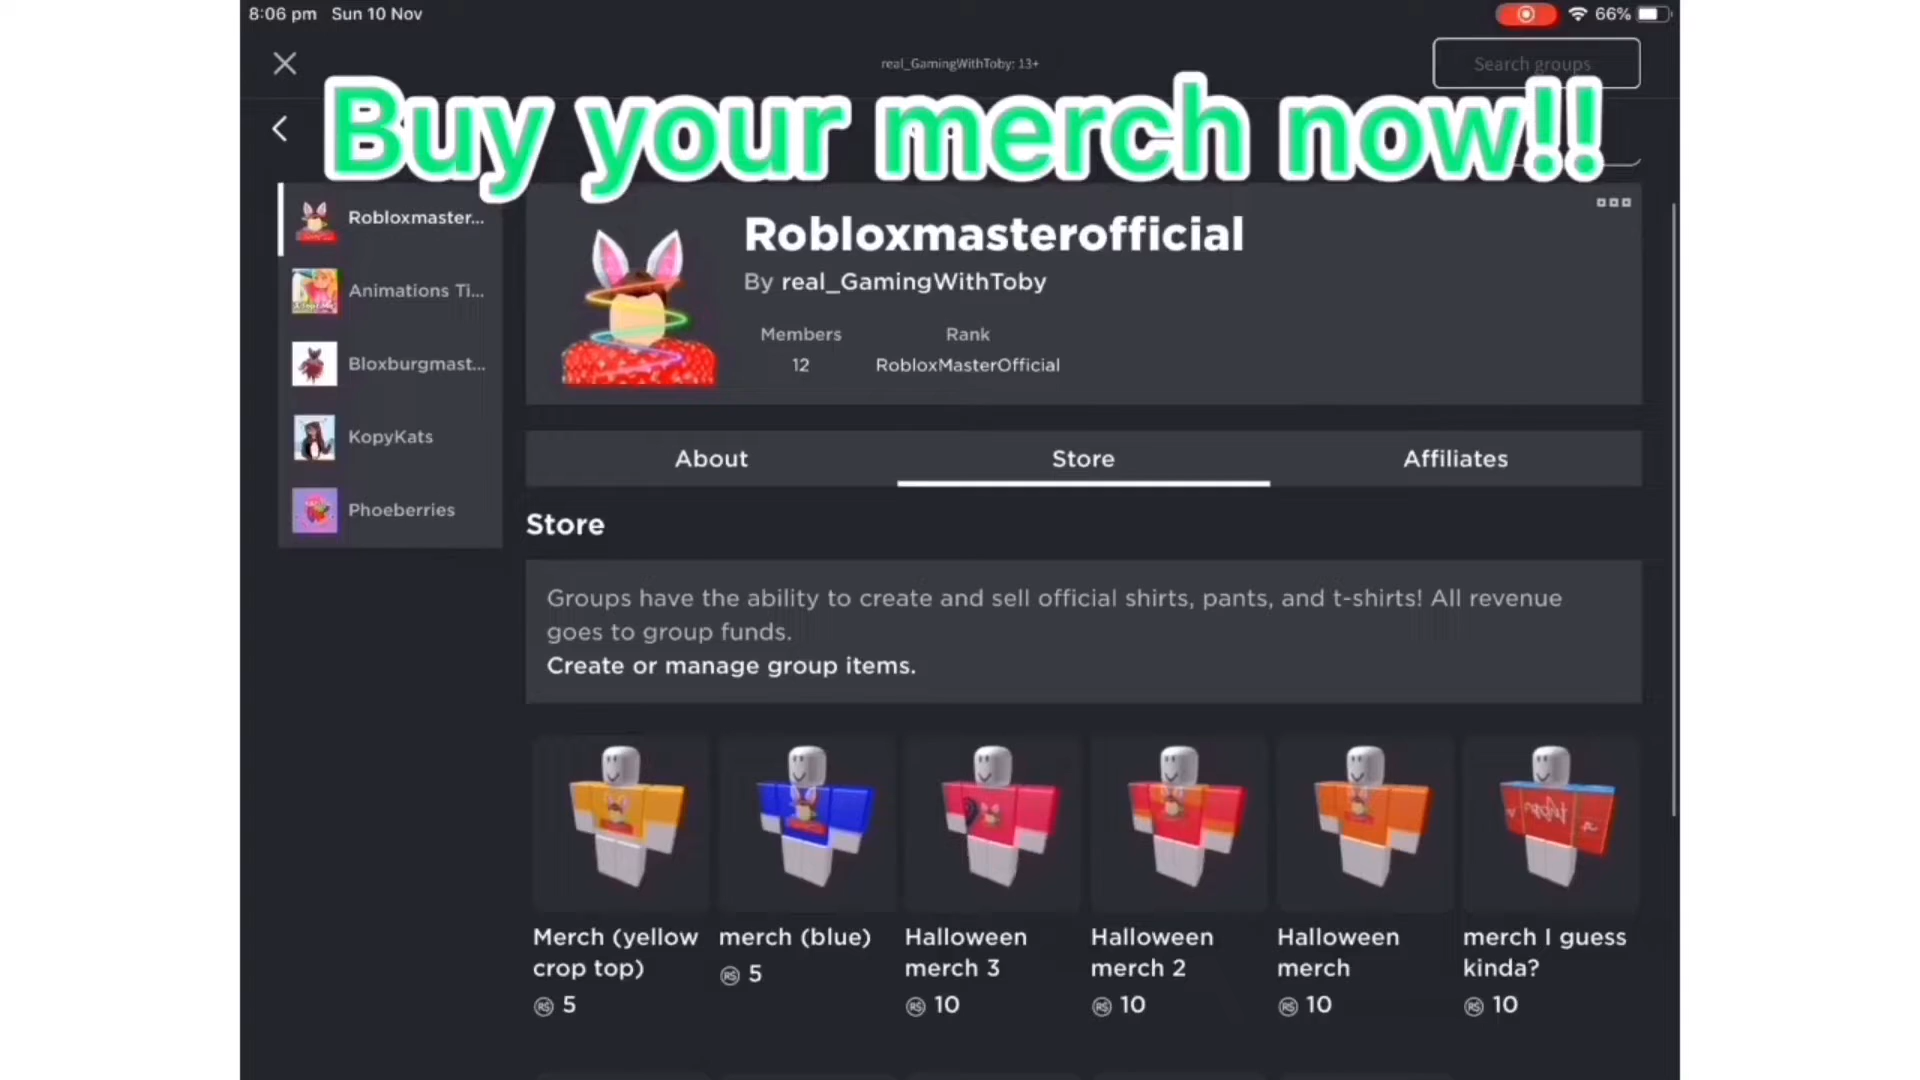 8:06 pm Sun 10 Nov
66%
real_GamingWithToby: 13+
Search groups
Buy your merch now!!
Robloxmaster...
Animations Ti...
Bloxburgmast...
KopyKats
Phoeberries
Robloxmasterofficial
By real_GamingWithToby
Members Rank
12 RobloxMasterOfficial
About Store Affiliates
Store
Groups have the ability to create and sell official shirts, pants, and t-shirts! All revenue
goes to group funds.
Create or manage group items.
Merch (yellow
crop top)
5
merch (blue)
5
Halloween
merch 3
10
Halloween
merch 2
10
Halloween
merch
10
merch I guess
kinda?
10